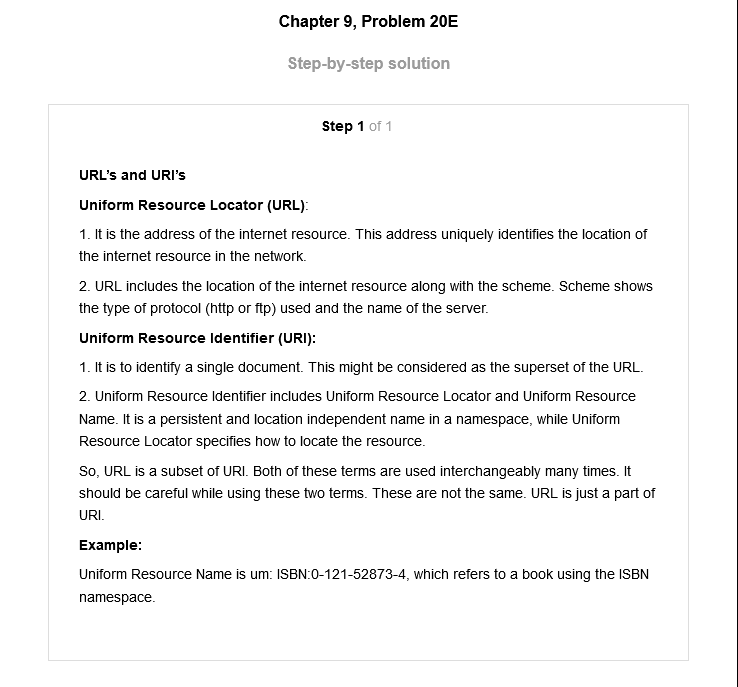 Chapter 9, Problem 20E
Step-by-step solution
Step 1 of 1
URL's and URI's
Uniform Resource Locator (URL):
1. It is the address of the internet resource. This address uniquely identifies the location of
the internet resource in the network.
2. URL includes the location of the internet resource along with the scheme. Scheme shows
the type of protocol (http or ftp) used and the name of the server.
Uniform Resource Identifier (URI):
1. It is to identify a single document. This might be considered as the superset of the URL.
2. Uniform Resource Identifier includes Uniform Resource Locator and Uniform Resource
Name. It is a persistent and location independent name in a namespace, while Uniform
Resource Locator specifies how to locate the resource.
So, URL is a subset of URI. Both of these terms are used interchangeably many times. It
should be careful while using these two terms. These are not the same. URL is just a part of
URI.
Example:
Uniform Resource Name is um: ISBN:0-121-52873-4, which refers to a book using the ISBN
namespace.